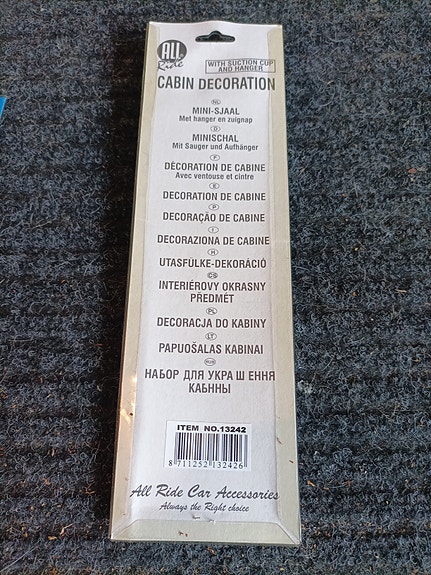 ALL
Ride
WITH SUCTION CUP
AND HANGER
CABIN DECORATION
NL
MINI-SJAAL
Met hanger en zuignap
D
MINISCHAL
Mit Sauger und Aufhänger
F
DÉCORATION DE CABINE
Avec ventouse et cintre
E
DECORATION DE CABINE
P
DECORAÇÃO DE CABINE
I
DECORAZIONA DE CABINE
H
UTASFÜLKE-DEKORÁCIÓ
CS
INTERIÉROVY OKRASNY
PŘEDMĚT
PL
DECORACJA DO KABINY
LT
PAPUOŠALAS KABINAI
RUS
НАБОР ДЛЯ УКРА Ш ЕННЯ
КАБННЫ
ITEM NO.13242
8 711252 132426
All Ride Car Accessories
Always the Right choice